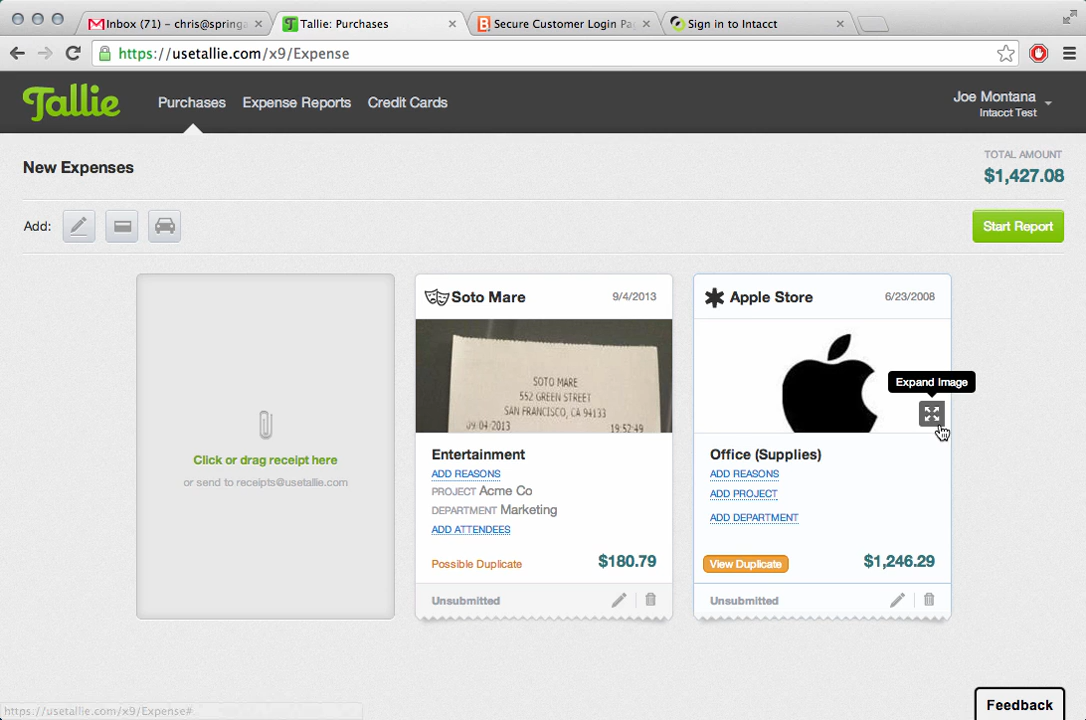 Inbox (71) – chris@springa
Tallie: Purchases
Secure Customer Login Pa
Sign in to Intacct
https://usetallie.com/x9/Expense
Tallie
Purchases
Expense Reports
Credit Cards
Joe Montana
Intacct Test
New Expenses
TOTAL AMOUNT
$1,427.08
Add:
Start Report
Click or drag receipt here
or send to receipts@usetallie.com
Soto Mare
9/4/2013
SOTO MARE
552 GREEN STREET
SAN FRANCISCO, CA 94133
09/04/2013
19:52:49
Entertainment
ADD REASONS
PROJECT Acme Co
DEPARTMENT Marketing
ADD ATTENDEES
Possible Duplicate
$180.79
Unsubmitted
Apple Store
6/23/2008
Expand Image
Office (Supplies)
ADD REASONS
ADD PROJECT
ADD DEPARTMENT
View Duplicate
$1,246.29
Unsubmitted
https://usetallie.com/x9/Expense#
Feedback